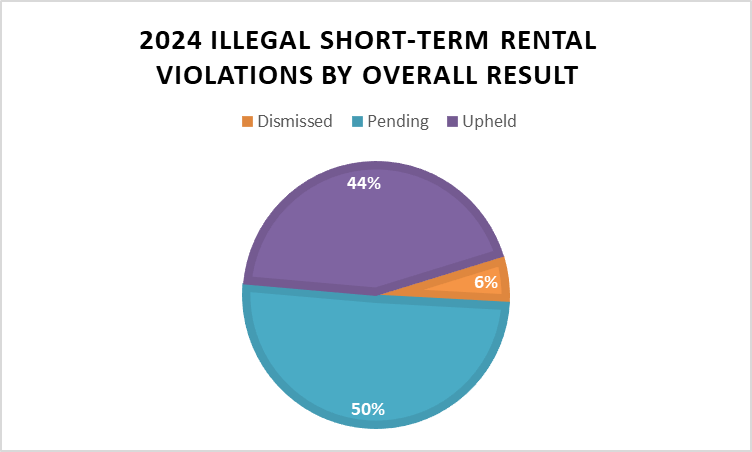 2024 ILLEGAL SHORT-TERM RENTAL
VIOLATIONS BY OVERALL RESULT
Dismissed Pending Upheld
44%
6%
50%